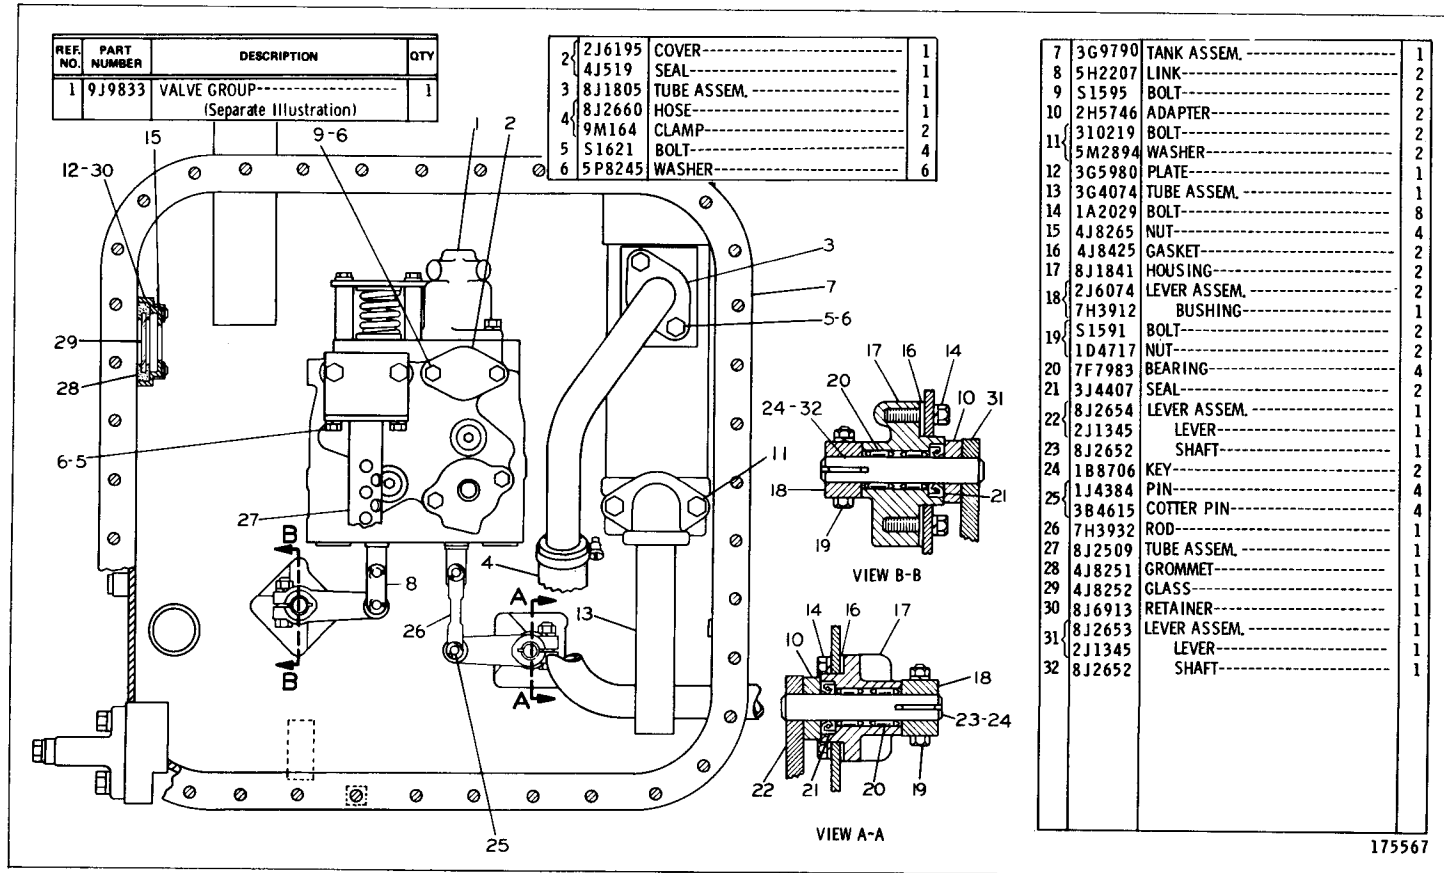 REF. NO. PART NUMBER DESCRIPTION QTY
1 9J9833 VALVE GROUP 1
(Separate Illustration)
2 2J6195 COVER 1
4J519 SEAL 1
3 8J1805 TUBE ASSEM. 1
4 8J2660 HOSE 1
9M164 CLAMP 2
5 S1621 BOLT 4
6 5P8245 WASHER 6
7 3G9790 TANK ASSEM. 1
8 5H2207 LINK 2
9 S1595 BOLT 2
10 2H5746 ADAPTER 2
11 310219 BOLT 2
5M2894 WASHER 2
12 3G5980 PLATE 1
13 3G4074 TUBE ASSEM. 1
14 1A2029 BOLT 8
15 4J8265 NUT 4
16 4J8425 GASKET 2
17 8J1841 HOUSING 2
18 2J6074 LEVER ASSEM. 2
7H3912 BUSHING 1
19 S1591 BOLT 2
1D4717 NUT 2
20 7F7983 BEARING 4
21 3J4407 SEAL 2
22 8J2654 LEVER ASSEM. 1
2J1345 LEVER 1
23 8J2652 SHAFT 1
24 1B8706 KEY 2
25 1J4384 PIN 4
3B4615 COTTER PIN 4
26 7H3932 ROD 1
27 8J2509 TUBE ASSEM. 1
28 4J8251 GROMMET 1
29 4J8252 GLASS 1
30 8J6913 RETAINER 1
31 8J2653 LEVER ASSEM. 1
2J1345 LEVER 1
32 8J2652 SHAFT 1
15
9-6
1
2
12-30
3
7
5-6
29
28
6-5
27
11
B
8
4
A
13
26
B
A
25
17 16 14
20
10 31
24-32
18
21
19
VIEW B-B
14 16 17
10
18
23-24
22 21 20 19
VIEW A-A
175567